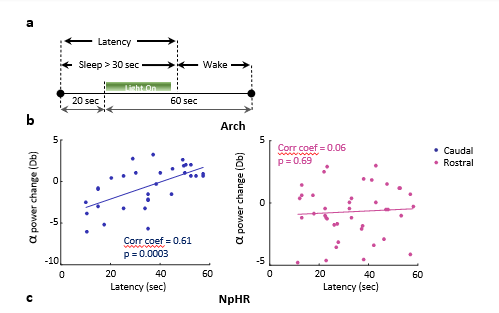 a
Latency
Sleep > 30 sec
Wake
Light On
20 sec
60 sec
b
Arch
5
0
-5
-10
α power change (Db)
Corr coef = 0.61
p = 0.0003
0
20
40
60
Latency (sec)
5
0
-5
α power change (Db)
Corr coef = 0.06
p = 0.69
0
20
40
60
Latency (sec)
Caudal
Rostral
c
NpHR